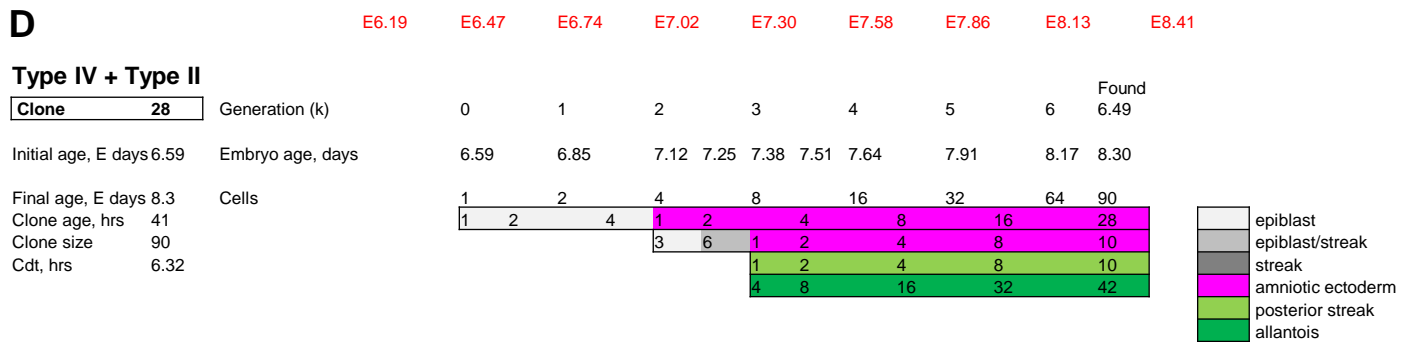 D E6.19 E6.47 E6.74 E7.02 E7.30 E7.58 E7.86 E8.13 E8.41
Type IV + Type II
Found
Clone 28 Generation (k) 0 1 2 3 4 5 6 6.49
Initial age, E days 6.59 Embryo age, days 6.59 6.85 7.12 7.25 7.38 7.51 7.64 7.91 8.17 8.30
Final age, E days 8.3 Cells 1 2 4 8 16 32 64 90
Clone age, hrs 41 1 2 4 1 2 4 8 16 28 epiblast
Clone size 90 3 6 1 2 4 8 10 epiblast/streak
Cdt, hrs 6.32 1 2 4 8 10 streak
4 8 16 32 42 amniotic ectoderm
posterior streak
allantois